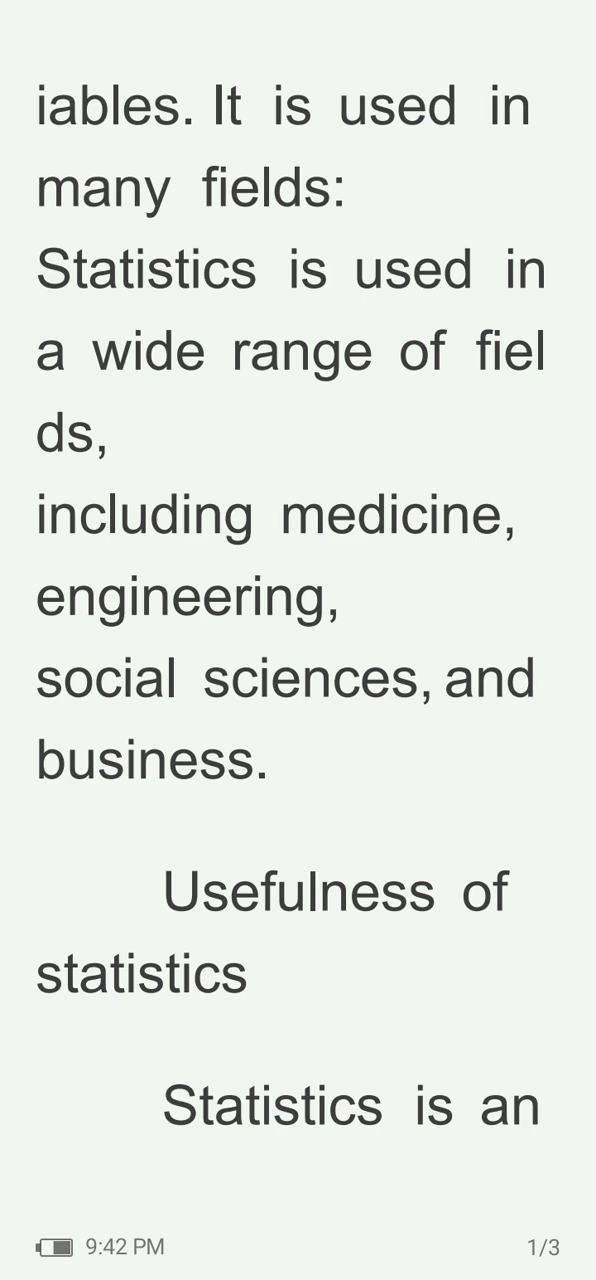 iables. It is used in
many fields:
Statistics is used in
a wide range of fiel
ds,
including medicine,
engineering,
social sciences, and
business.
Usefulness of
statistics
Statistics is an
9:42 PM 1/3